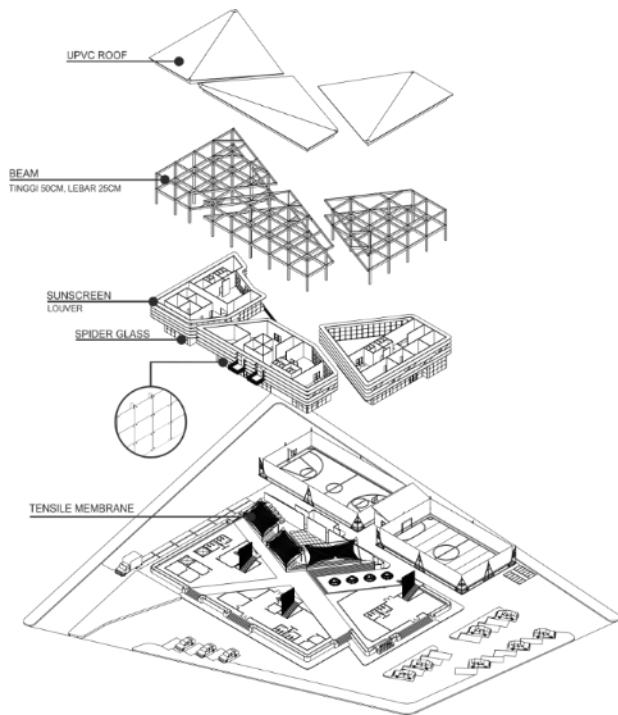 UPVC ROOF
BEAM
TINGGI 50CM, LEBAR 25CM
SUNSCREEN
LOUVER
SPIDER GLASS
TENSILE MEMBRANE